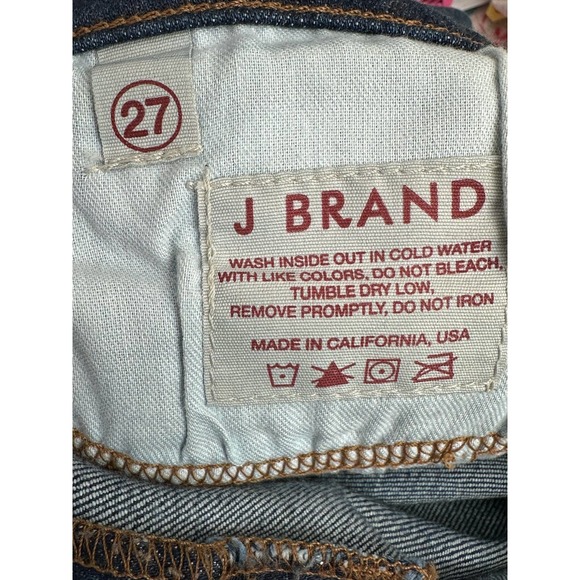 27
J BRAND
WASH INSIDE OUT IN COLD WATER
WITH LIKE COLORS, DO NOT BLEACH,
TUMBLE DRY LOW,
REMOVE PROMPTLY, DO NOT IRON
MADE IN CALIFORNIA, USA